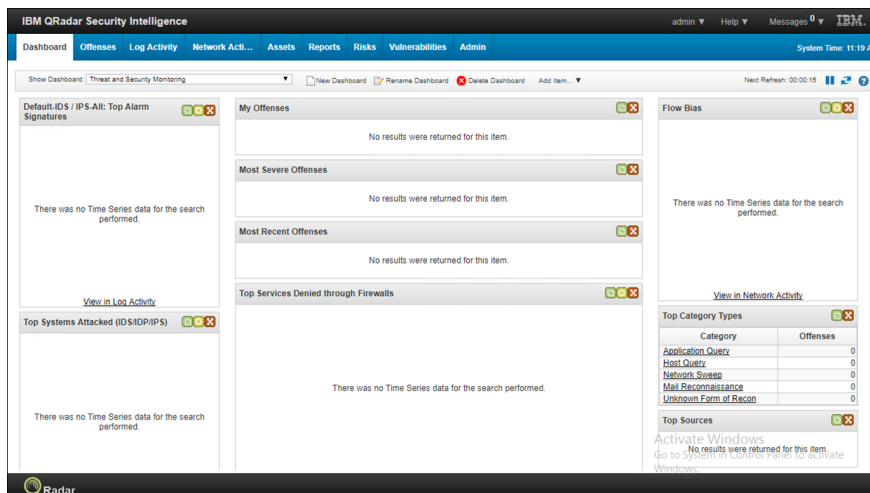 IBM QRadar Security Intelligence
admin ▼ Help ▼ Messages 0 ▼ IBM.
Dashboard Offenses Log Activity Network Acti... Assets Reports Risks Vulnerabilities Admin
System Time: 11:19 A
Show Dashboard: Threat and Security Monitoring ▼ New Dashboard Rename Dashboard Delete Dashboard Add Item... ▼
Next Refresh: 00:00:15
Default-IDS / IPS-All: Top Alarm
Signatures
There was no Time Series data for the search
performed.
View in Log Activity
Top Systems Attacked (IDS/IDP/IPS)
There was no Time Series data for the search
performed.
My Offenses
No results were returned for this item.
Most Severe Offenses
No results were returned for this item.
Most Recent Offenses
No results were returned for this item.
Top Services Denied through Firewalls
There was no Time Series data for the search performed.
Flow Bias
There was no Time Series data for the search
performed.
View in Network Activity
Top Category Types
Category Offenses
Application Query 0
Host Query 0
Network Sweep 0
Mail Reconnaissance 0
Unknown Form of Recon 0
Top Sources
No results were returned for this item.
Activate Windows
Go to System in Control Panel to activate
Windows.
Radar